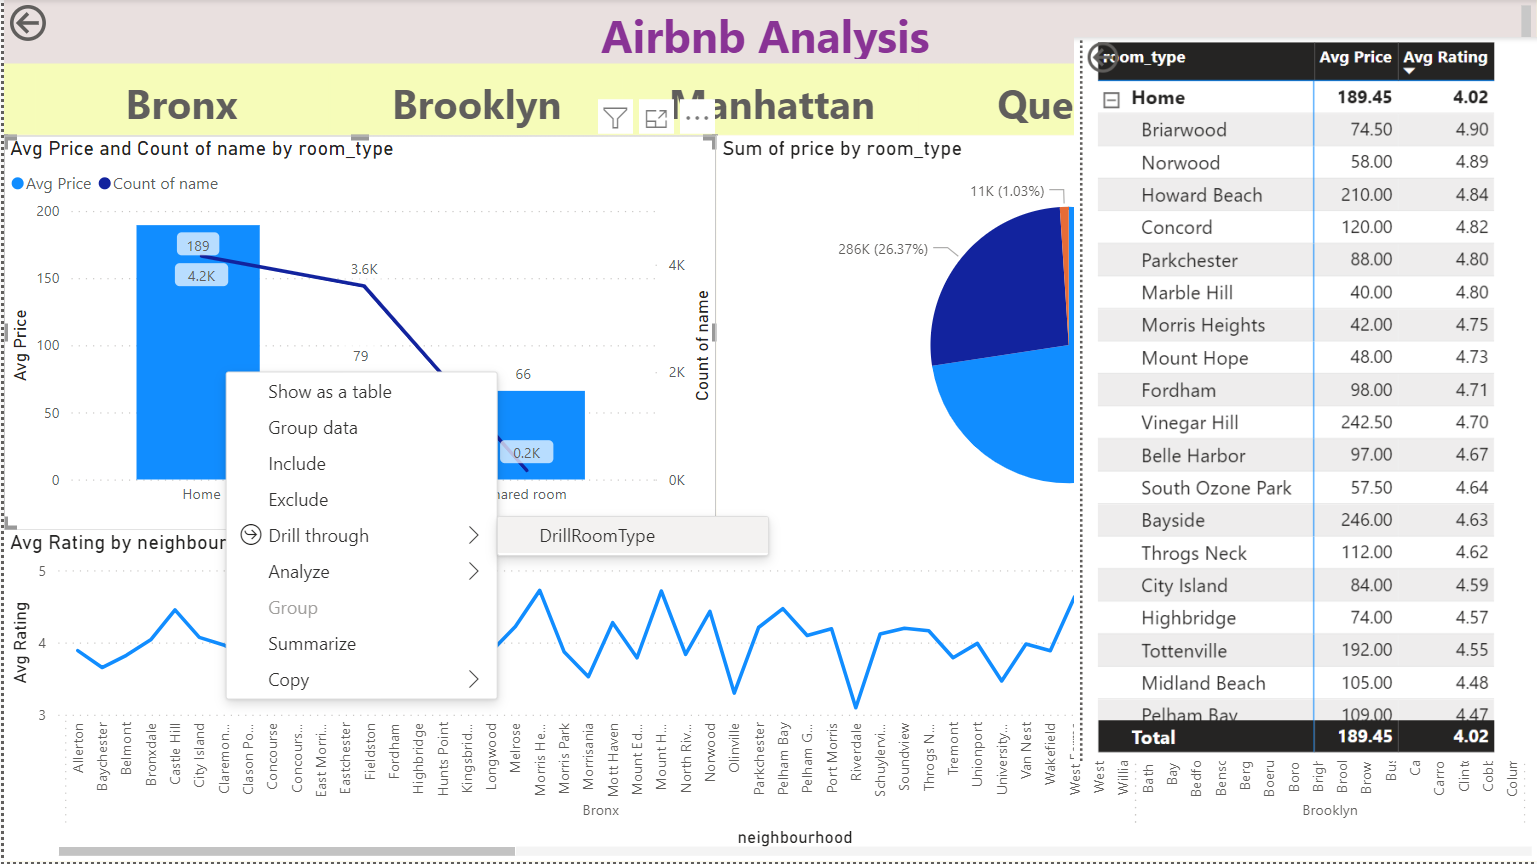 Airbnb Analysis
Bronx
Brooklyn
Manhattan
Que
Avg Price and Count of name by room_type
Avg Price
Count of name
200
150
100
50
0
Avg Price
189
4.2K
3.6K
79
66
0.2K
4K
2K
0K
Count of name
Home
hared room
Show as a table
Group data
Include
Exclude
Drill through
Analyze
Group
Summarize
Copy
DrillRoomType
Sum of price by room_type
11K (1.03%)
286K (26.37%)
Avg Rating by neighbour
5
4
3
Avg Rating
Allerton
Baychester
Belmont
Bronxdale
Castle Hill
City Island
Claremon...
Clason Po...
Concourse
Concours...
East Morri...
Eastchester
Fieldston
Fordham
Highbridge
Hunts Point
Kingsbrid...
Longwood
Melrose
Morris He...
Morris Park
Morrisania
Mott Haven
Mount Ed...
Mount H...
North Riv...
Norwood
Olinville
Parkchester
Pelham Bay
Pelham G...
Port Morris
Riverdale
Schuylervi...
Soundview
Throgs N...
Tremont
Unionport
University...
Van Nest
Wakefield
West
Willia
Bath
Bay
Bedfo
Bensc
Berg
Boeru
Boro
Brigh
Brool
Brow
Ca
Carro
Clint
Cobb
Colum
Bronx
Brooklyn
neighbourhood
room_type Avg Price Avg Rating
Home 189.45 4.02
Briarwood 74.50 4.90
Norwood 58.00 4.89
Howard Beach 210.00 4.84
Concord 120.00 4.82
Parkchester 88.00 4.80
Marble Hill 40.00 4.80
Morris Heights 42.00 4.75
Mount Hope 48.00 4.73
Fordham 98.00 4.71
Vinegar Hill 242.50 4.70
Belle Harbor 97.00 4.67
South Ozone Park 57.50 4.64
Bayside 246.00 4.63
Throgs Neck 112.00 4.62
City Island 84.00 4.59
Highbridge 74.00 4.57
Tottenville 192.00 4.55
Midland Beach 105.00 4.48
Pelham Bay 109.00 4.47
Total 189.45 4.02